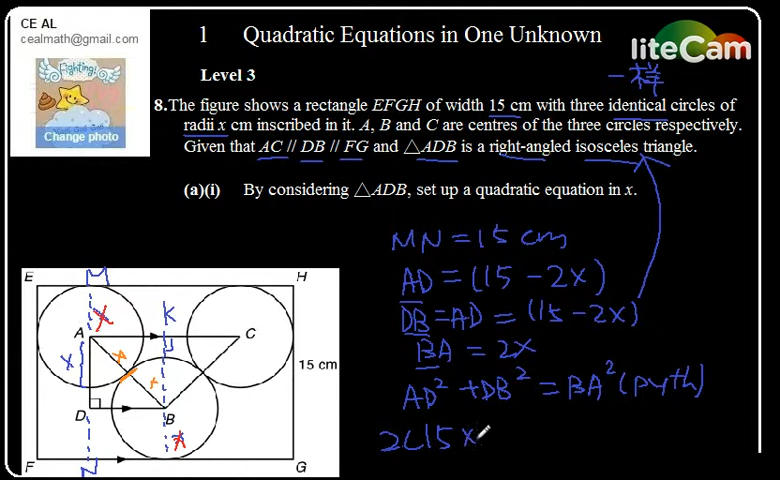 CE AL
cealmath@gmail.com
Fighting!
Change photo
1 Quadratic Equations in One Unknown
liteCam
Level 3
一样
8.The figure shows a rectangle EFGH of width 15 cm with three identical circles of
radii x cm inscribed in it. A, B and C are centres of the three circles respectively.
Given that AC // DB // FG and △ADB is a right-angled isosceles triangle.
(a)(i) By considering △ADB, set up a quadratic equation in x.
MN = 15 cm
AD = (15 - 2x)
DB = AD = (15 - 2x)
BA = 2x
AD² + DB² = BA² (pyth)
2(15 x
E M H
x K
A C
x x 15 cm
x
D B
x
F N G